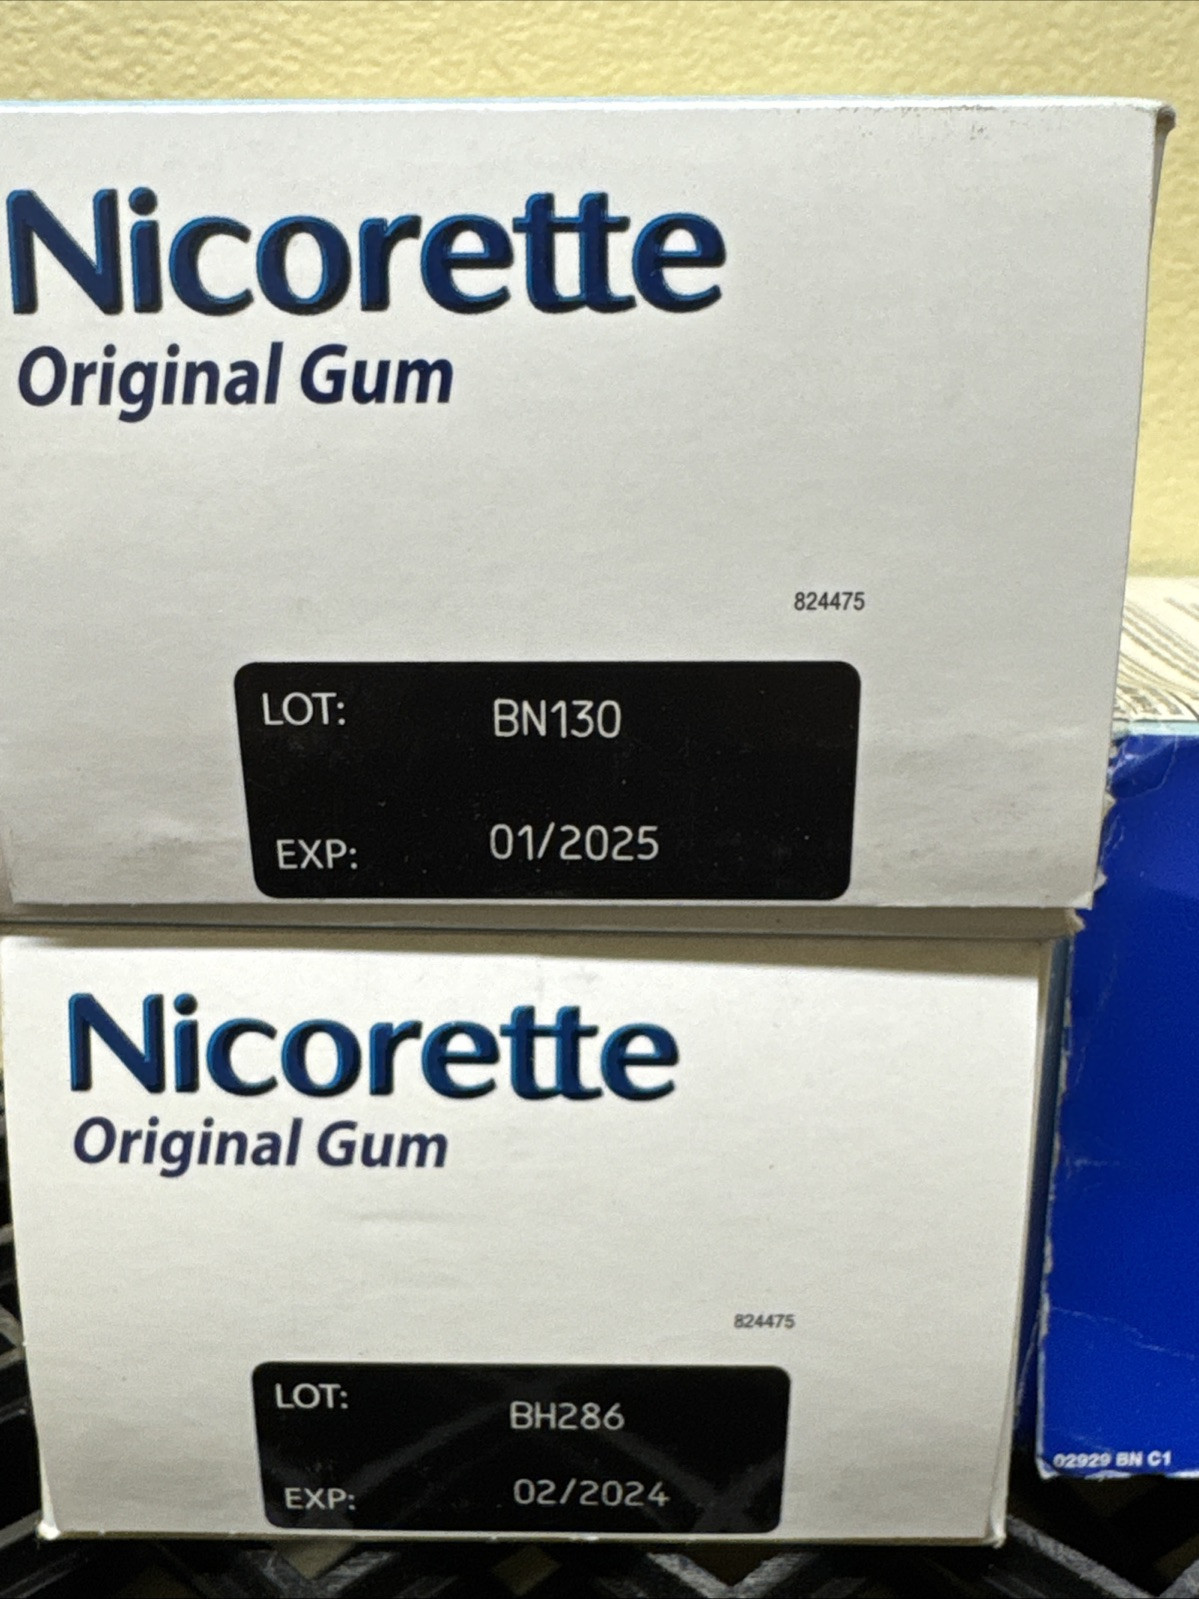 Nicorette
Original Gum
824475
LOT: BN130
EXP: 01/2025
Nicorette
Original Gum
824475
LOT: BH286
EXP: 02/2024
02929 BN C1